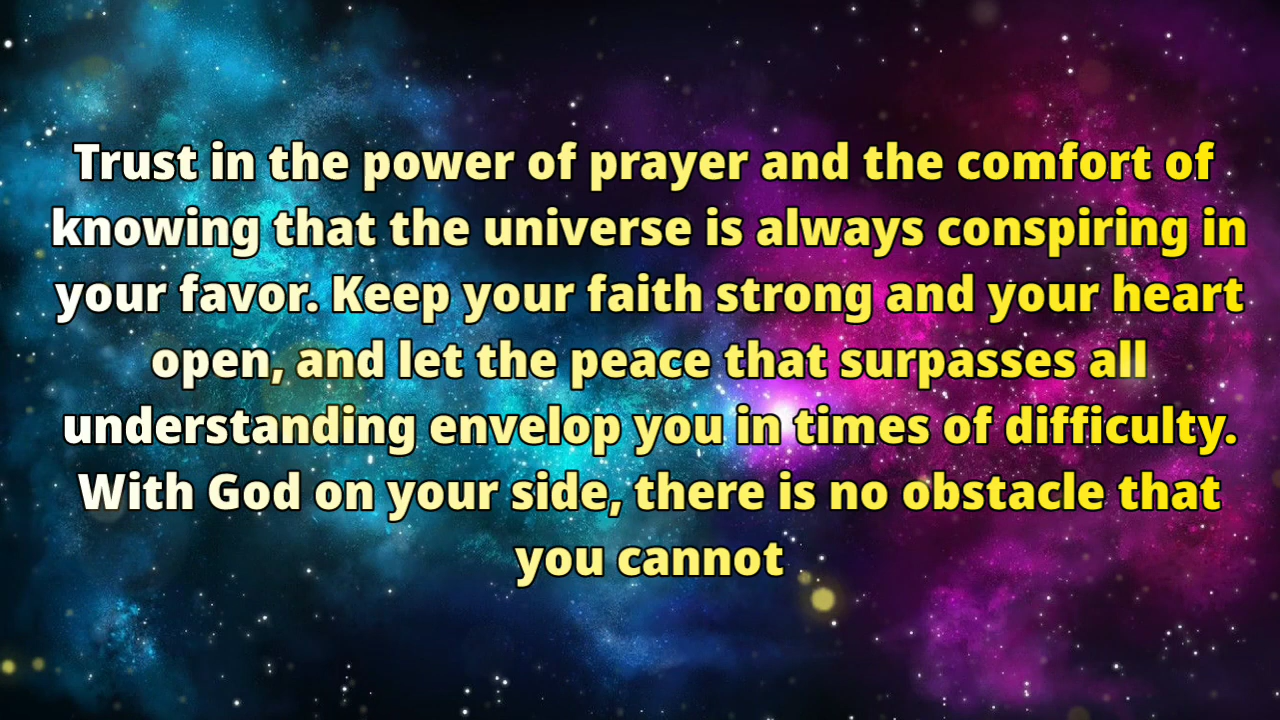 Trust in the power of prayer and the comfort of
knowing that the universe is always conspiring in
your favor. Keep your faith strong and your heart
open, and let the peace that surpasses all
understanding envelop you in times of difficulty.
With God on your side, there is no obstacle that
you cannot